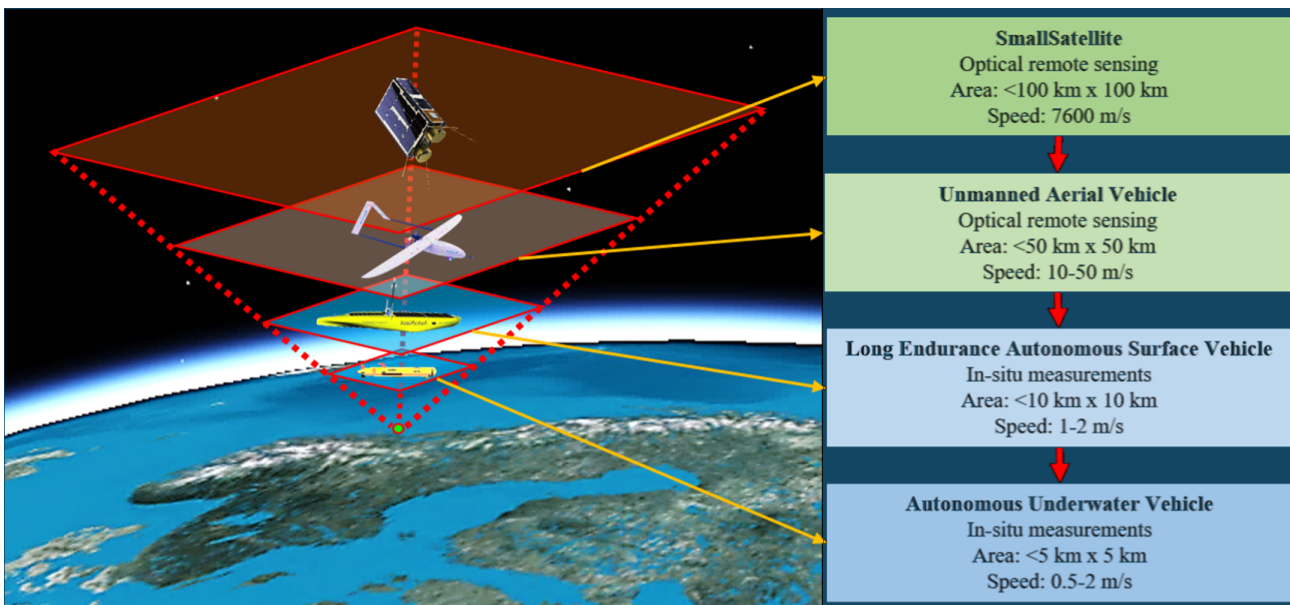 SmallSatellite
Optical remote sensing
Area: <100 km x 100 km
Speed: 7600 m/s
Unmanned Aerial Vehicle
Optical remote sensing
Area: <50 km x 50 km
Speed: 10-50 m/s
Long Endurance Autonomous Surface Vehicle
In-situ measurements
Area: <10 km x 10 km
Speed: 1-2 m/s
Autonomous Underwater Vehicle
In-situ measurements
Area: <5 km x 5 km
Speed: 0.5-2 m/s